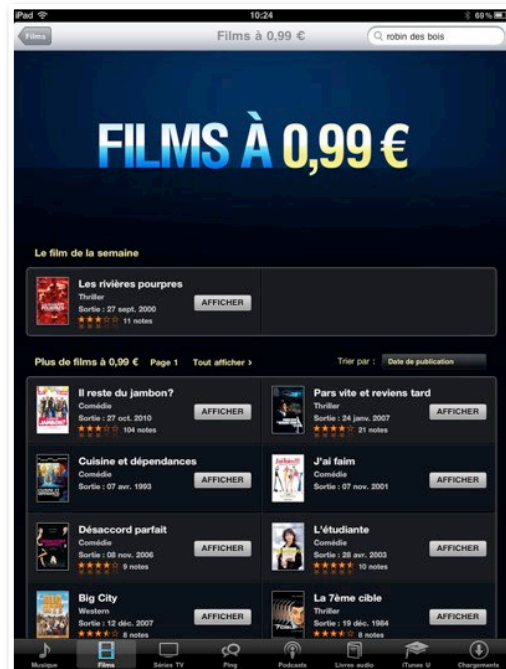 iPad 10:24 69 %
Films Films à 0,99 € robin des bois
FILMS À 0,99 €
Le film de la semaine
Les rivières pourpres
Thriller
Sortie : 27 sept. 2000
11 notes
AFFICHER
Plus de films à 0,99 € Page 1 Tout afficher › Trier par : Date de publication
Il reste du jambon?
Comédie
Sortie : 27 oct. 2010
104 notes
AFFICHER
Pars vite et reviens tard
Thriller
Sortie : 24 janv. 2007
21 notes
AFFICHER
Cuisine et dépendances
Comédie
Sortie : 07 avr. 1993
AFFICHER
J'ai faim
Comédie
Sortie : 07 nov. 2001
AFFICHER
Désaccord parfait
Comédie
Sortie : 08 nov. 2006
9 notes
AFFICHER
L'étudiante
Comédie
Sortie : 28 avr. 2003
10 notes
AFFICHER
Big City
Western
Sortie : 12 déc. 2007
8 notes
AFFICHER
La 7ème cible
Thriller
Sortie : 19 déc. 1984
8 notes
AFFICHER
Musique Films Séries TV Ping Podcasts Livres audio iTunes U Chargements